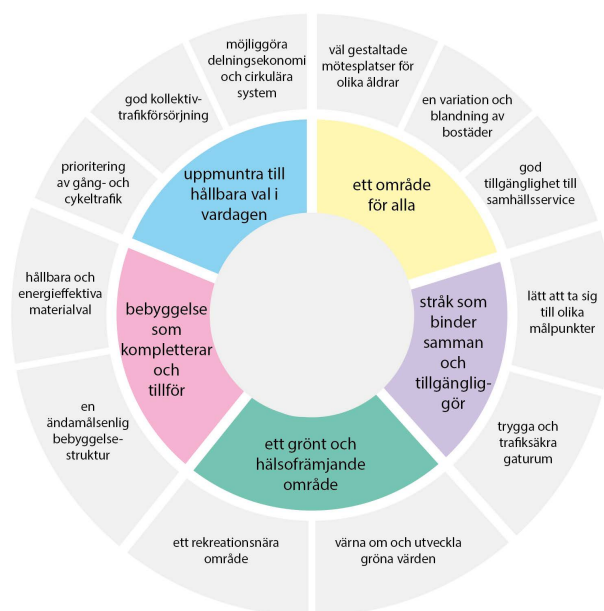 möjliggöra
delningsekonomi
och cirkulära
system
väl gestaltade
mötesplatser för
olika åldrar
en variation och
blandning av
bostäder
god
tillgänglighet till
samhällsservice
lätt att ta sig
till olika
målpunkter
trygga och
trafiksäkra
gaturum
värna om och utveckla
gröna värden
ett rekreationsnära
område
en
ändamålsenlig
bebyggelse-
struktur
hållbara och
energieffektiva
materialval
prioritering
av gång- och
cykeltrafik
god kollektiv-
trafikförsörjning
uppmuntra till
hållbara val i
vardagen
ett område
för alla
stråk som
binder
samman
och
tillgänglig-
gör
ett grönt och
hälsofrämjande
område
bebyggelse
som
kompletterar
och
tillför